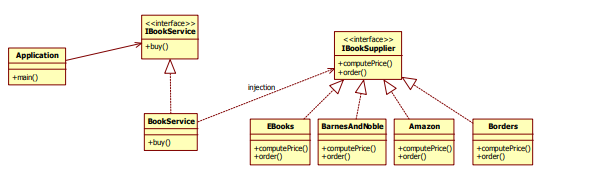 <<interface>>
IBookService
+buy()
Application
+main()
<<interface>>
IBookSupplier
+computePrice()
+order()
injection
BookService
+buy()
EBooks
+computePrice()
+order()
BarnesAndNoble
+computePrice()
+order()
Amazon
+computePrice()
+order()
Borders
+computePrice()
+order()